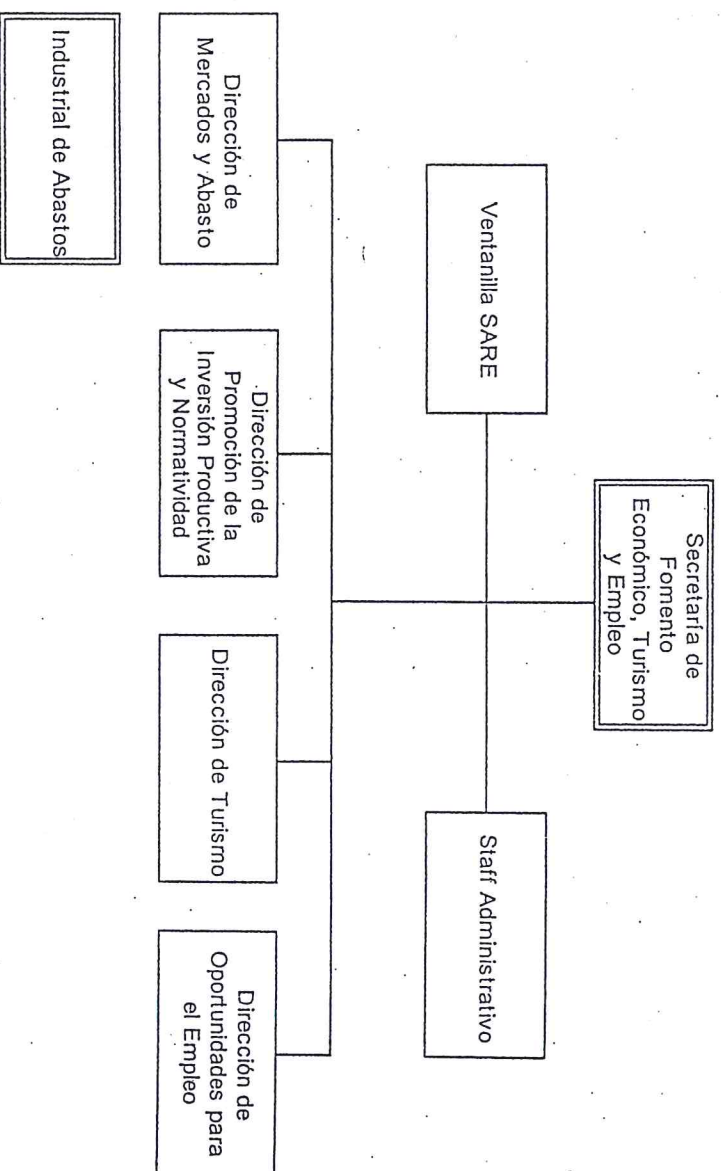 Secretaría de
Fomento
Económico, Turismo
y Empleo
Ventanilla SARE
Staff Administrativo
Dirección de
Mercados y Abasto
Dirección de
Promoción de la
Inversión Productiva
y Normatividad
Dirección de Turismo
Dirección de
Oportunidades para
el Empleo
Industrial de Abastos